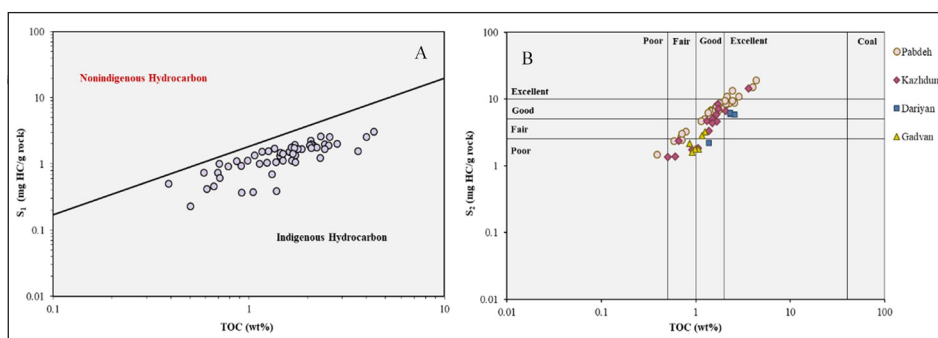 A
100
10
1
0.1
0.01
0.1
1
10
S1 (mg HC/g rock)
TOC (wt%)
Nonindigenous Hydrocarbon
Indigenous Hydrocarbon
B
Poor
Fair
Good
Excellent
Coal
100
10
1
0.1
0.01
0.01
0.1
1
10
100
S2 (mg HC/g rock)
TOC (wt%)
Excellent
Good
Fair
Poor
Pabdeh
Kazhdumi
Dariyan
Gadvan